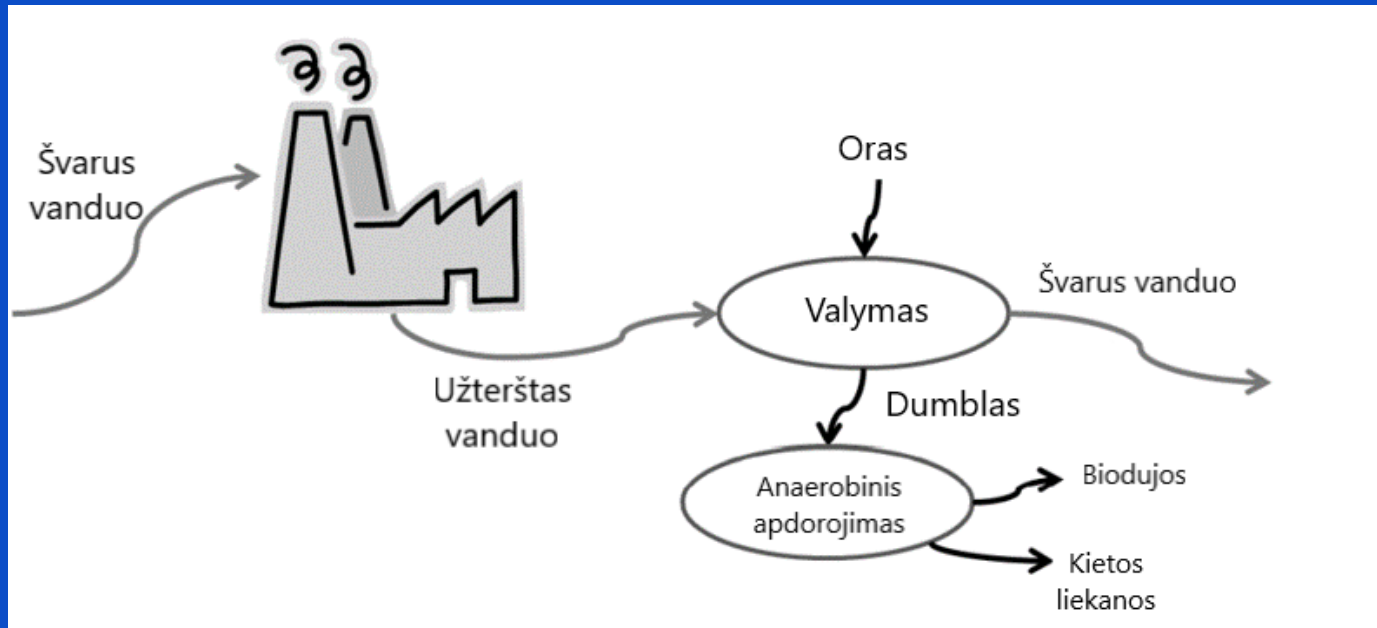 Švarus
vanduo
Oras
Valymas
Švarus vanduo
Užterštas
vanduo
Dumblas
Anaerobinis
apdorojimas
Biodujos
Kietos
liekanos